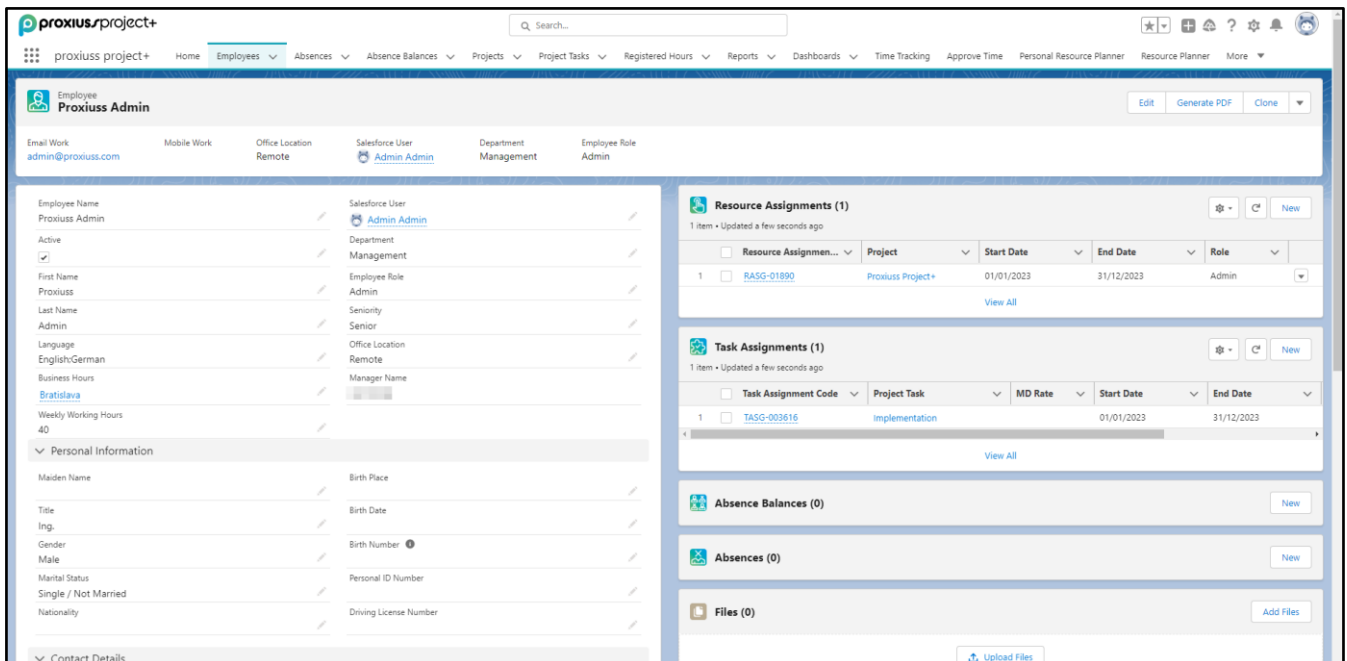 proxiuss/project+
Search...
proxiuss project+ Home Employees Absences Absence Balances Projects Project Tasks Registered Hours Reports Dashboards Time Tracking Approve Time Personal Resource Planner Resource Planner More
Employee
Proxiuss Admin
Edit Generate PDF Clone
Email Work Mobile Work Office Location Salesforce User Department Employee Role
admin@proxiuss.com Remote Admin Admin Management Admin
Employee Name Salesforce User
Proxiuss Admin Admin Admin
Active Department
Management
First Name Employee Role
Proxiuss Admin
Last Name Seniority
Admin Senior
Language Office Location
English;German Remote
Business Hours Manager Name
Bratislava
Weekly Working Hours
40
Personal Information
Maiden Name Birth Place
Title Birth Date
Ing.
Gender Birth Number
Male
Marital Status Personal ID Number
Single / Not Married
Nationality Driving License Number
Contact Details
Resource Assignments (1)
New
1 item • Updated a few seconds ago
Resource Assignmen... Project Start Date End Date Role
1 RASG-01890 Proxiuss Project+ 01/01/2023 31/12/2023 Admin
View All
Task Assignments (1)
New
1 item • Updated a few seconds ago
Task Assignment Code Project Task MD Rate Start Date End Date
1 TASG-003616 Implementation 01/01/2023 31/12/2023
View All
Absence Balances (0) New
Absences (0) New
Files (0) Add Files
Upload Files